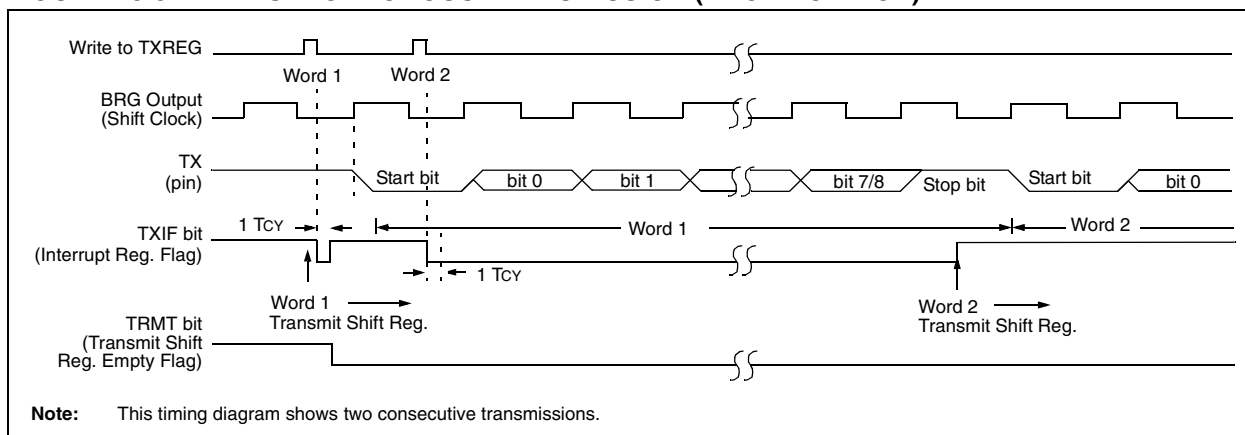 Write to TXREG
Word 1
Word 2
BRG Output
(Shift Clock)
TX
(pin)
Start bit
bit 0
bit 1
bit 7/8
Stop bit
Start bit
bit 0
1 TCY
TXIF bit
(Interrupt Reg. Flag)
Word 1
Word 2
1 TCY
Word 1
Transmit Shift Reg.
Word 2
Transmit Shift Reg.
TRMT bit
(Transmit Shift
Reg. Empty Flag)
Note: This timing diagram shows two consecutive transmissions.